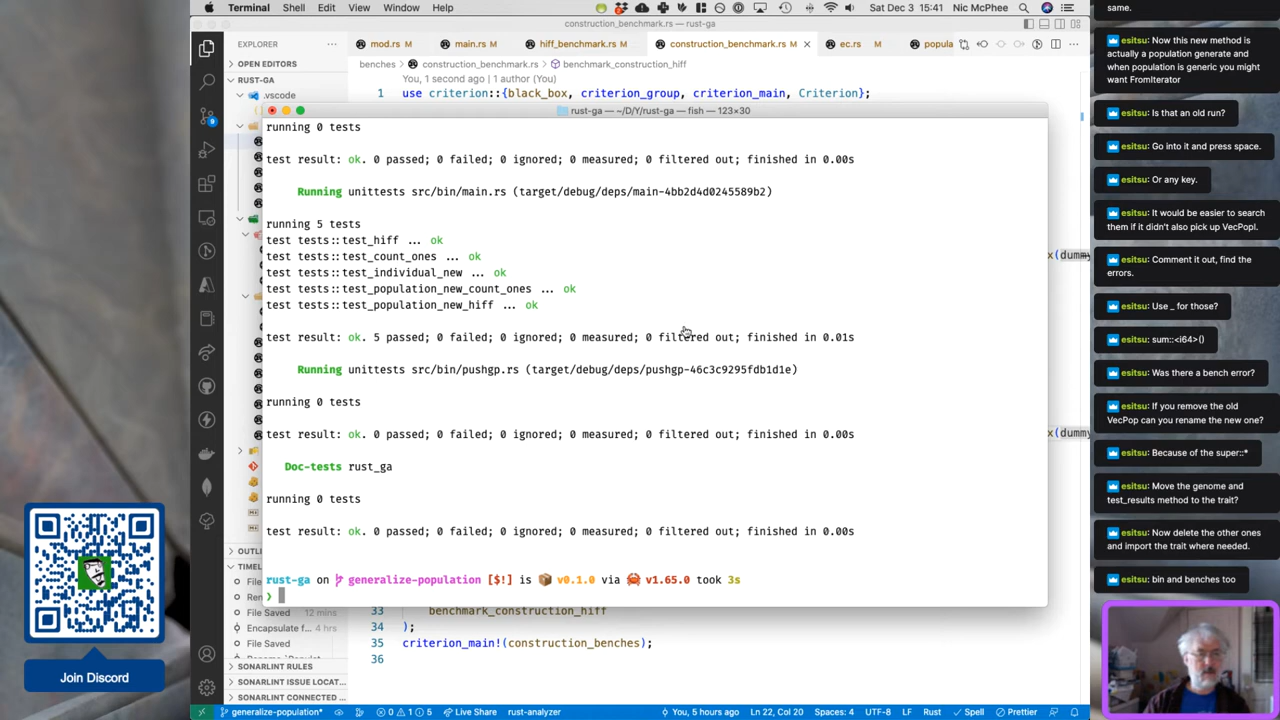 Terminal Shell Edit View Window Help
Sat Dec 3 15:41 Nic McPhee
construction_benchmark.rs — rust-ga
EXPLORER
mod.rs
main.rs M
hiff_benchmark.rs M
construction_benchmark.rs M
ec.rs M
popula
OPEN EDITORS
benches > construction_benchmark.rs > benchmark_construction_hiff
RUST-GA
You, 1 second ago | 1 author (You)
.vscode
1 use criterion::{black_box, criterion_group, criterion_main, Criterion};
rust-ga — ~/D/Y/rust-ga — fish — 123×30
running 0 tests
test result: ok. 0 passed; 0 failed; 0 ignored; 0 measured; 0 filtered out; finished in 0.00s
Running unittests src/bin/main.rs (target/debug/deps/main-4bb2d4d0245589b2)
running 5 tests
test tests::test_hiff ... ok
test tests::test_count_ones ... ok
test tests::test_individual_new ... ok
test tests::test_population_new_count_ones ... ok
test tests::test_population_new_hiff ... ok
test result: ok. 5 passed; 0 failed; 0 ignored; 0 measured; 0 filtered out; finished in 0.01s
Running unittests src/bin/pushgp.rs (target/debug/deps/pushgp-46c3c9295fdb1d1e)
running 0 tests
test result: ok. 0 passed; 0 failed; 0 ignored; 0 measured; 0 filtered out; finished in 0.00s
Doc-tests rust_ga
running 0 tests
test result: ok. 0 passed; 0 failed; 0 ignored; 0 measured; 0 filtered out; finished in 0.00s
rust-ga on generalize-population [$!] is v0.1.0 via v1.65.0 took 3s
❯
x(dummy
x(dummy
9
OUTLI
TIMEL
File Saved 12 mins
Encapsulate f... 4 hrs
File Saved
SONARLINT RULES
SONARLINT ISSUE LOCAT...
SONARLINT CONNECTED
33 benchmark_construction_hiff
34 );
35 criterion_main!(construction_benches);
36
generalize-population* 0 1 5 Live Share rust-analyzer
You, 5 hours ago Ln 22, Col 20 Spaces: 4 UTF-8 LF Rust Spell Prettier
Join Discord
same.
esitsu: Now this new method is
actually a population generate and
when population is generic you might
want FromIterator
esitsu: Is that an old run?
esitsu: Go into it and press space.
esitsu: Or any key.
esitsu: It would be easier to search
them if it didn't also pick up VecPopI.
esitsu: Comment it out, find the
errors.
esitsu: Use _ for those?
esitsu: sum::<i64>()
esitsu: Was there a bench error?
esitsu: If you remove the old
VecPop can you rename the new one?
esitsu: Because of the super::*
esitsu: Move the genome and
test_results method to the trait?
esitsu: Now delete the other ones
and import the trait where needed.
esitsu: bin and benches too